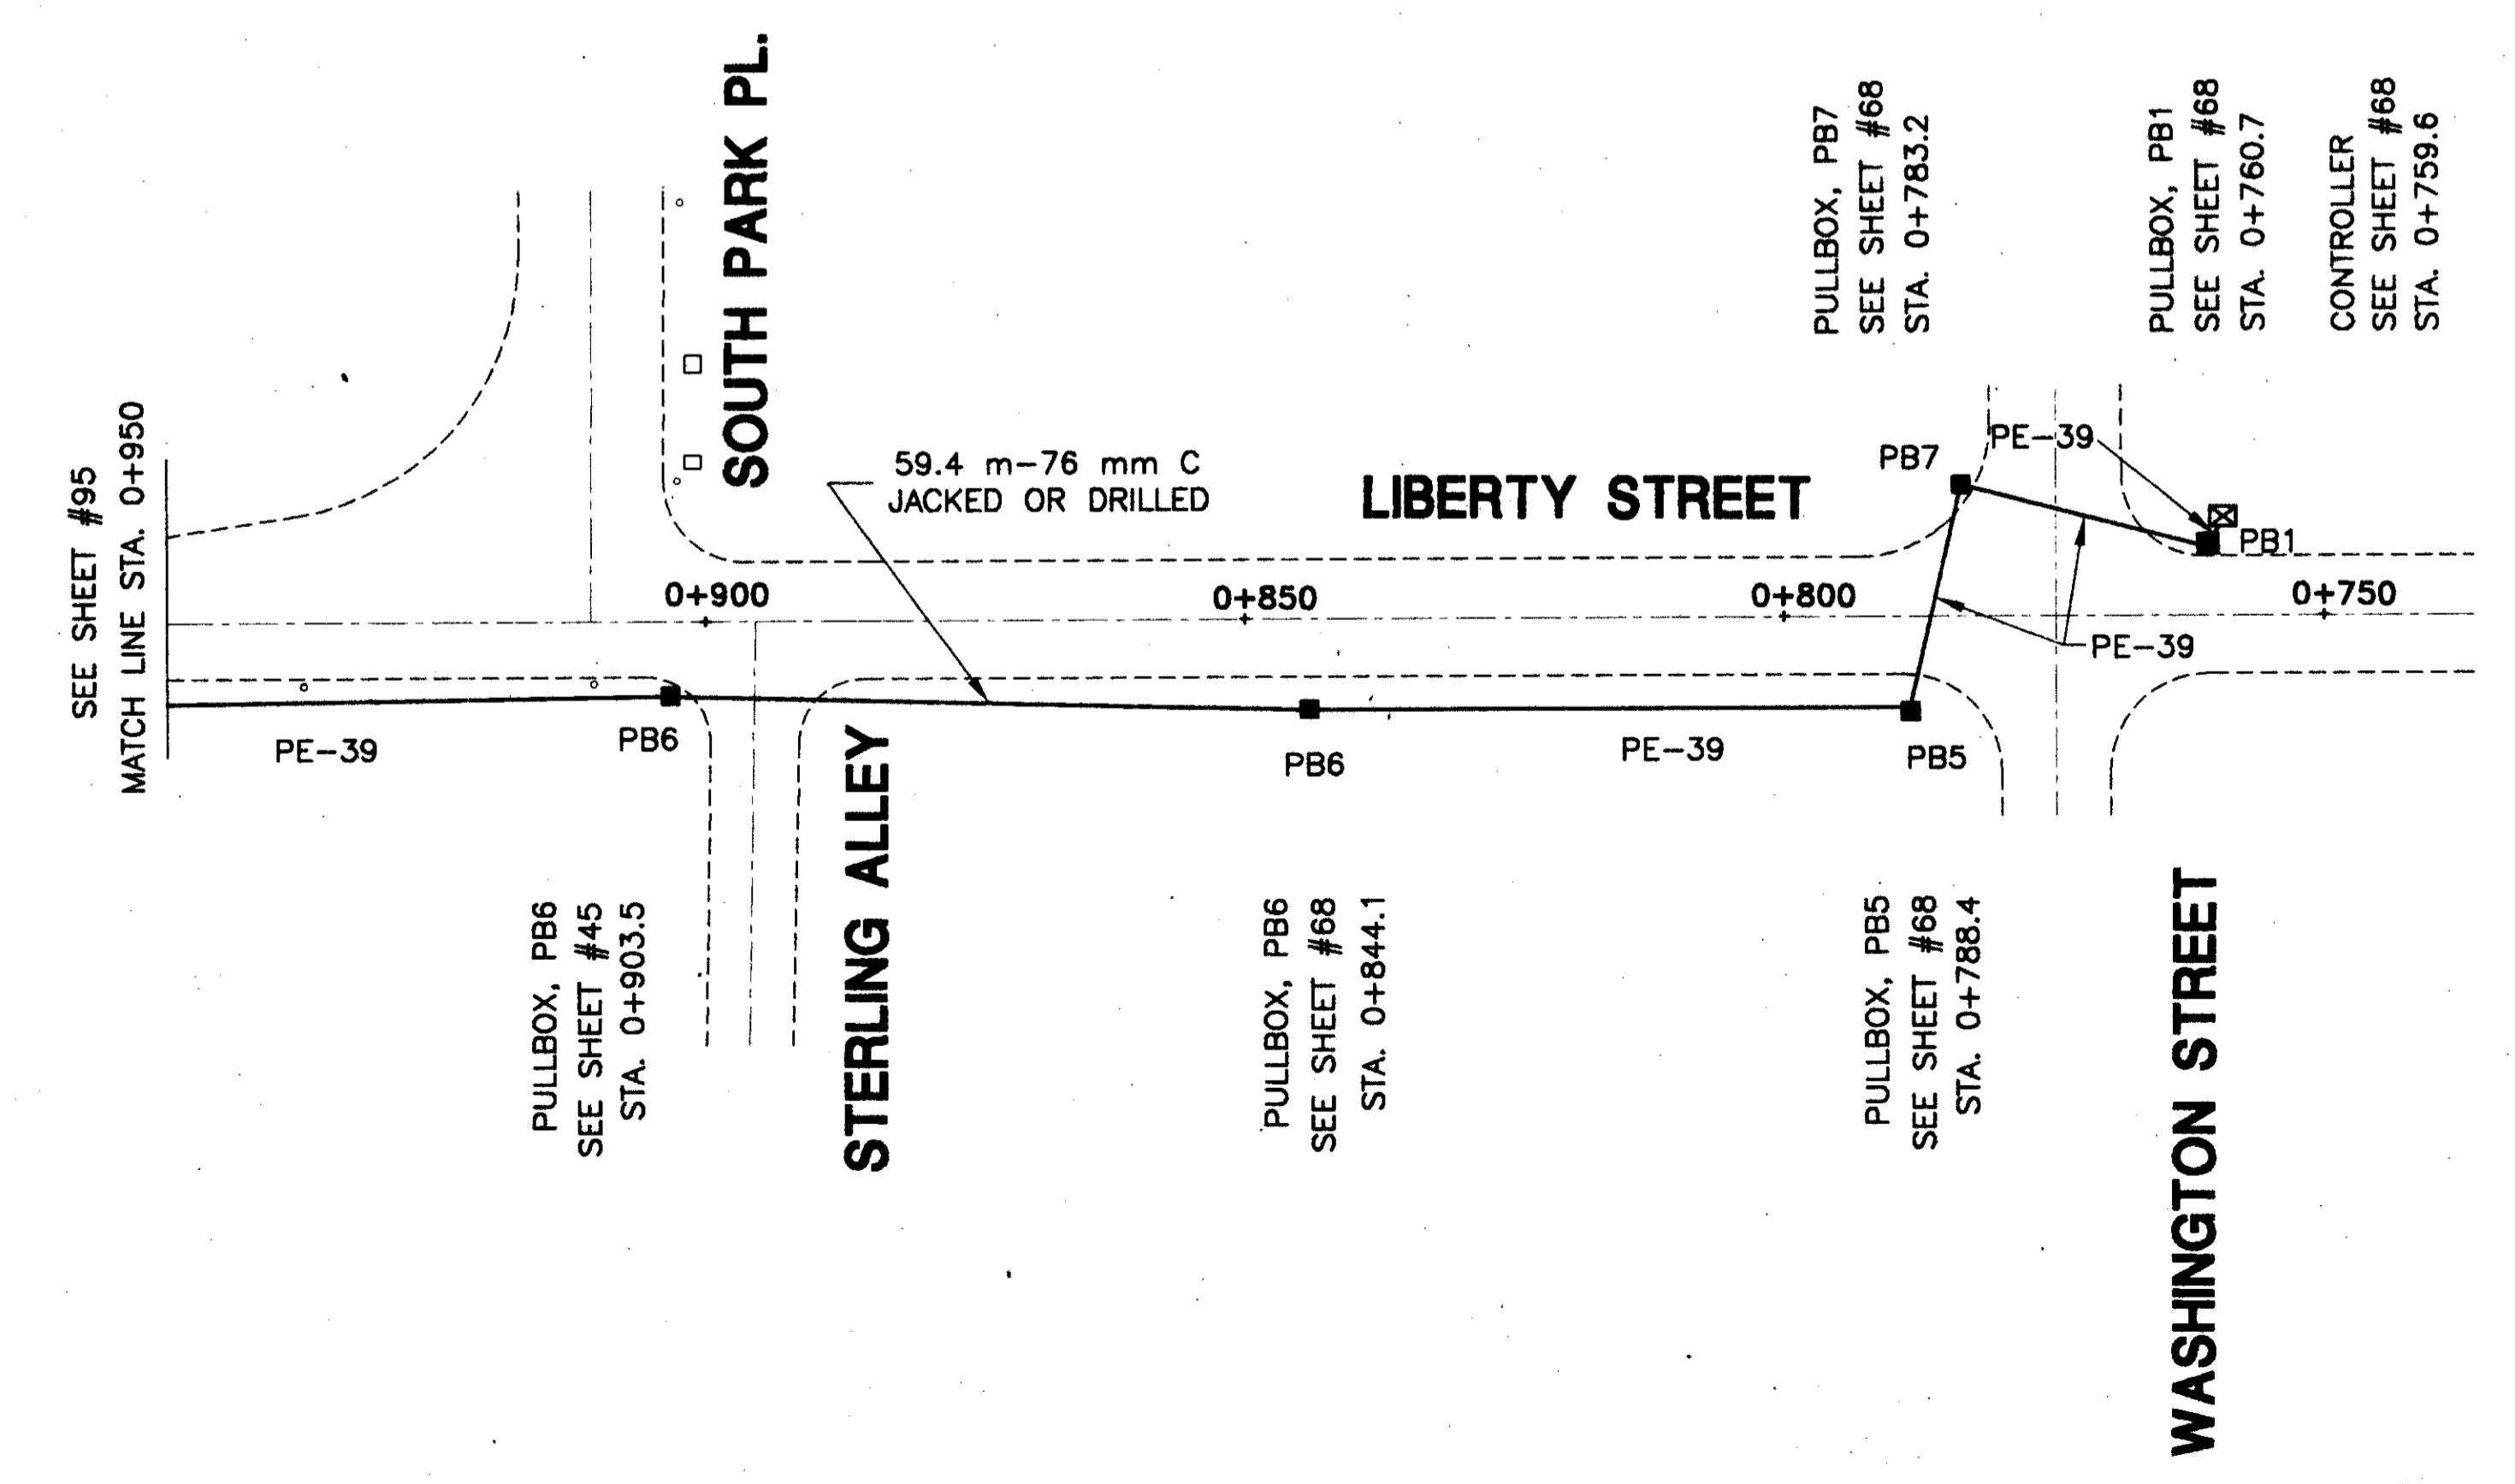 SEE SHEET #95
MATCH LINE STA. 0+950
SOUTH PARK PL.
59.4 m-76 mm C
JACKED OR DRILLED
LIBERTY STREET
PULLBOX, PB7
SEE SHEET #68
STA. 0+783.2
PULLBOX, PB1
SEE SHEET #68
STA. 0+760.7
CONTROLLER
SEE SHEET #68
STA. 0+759.6
PB7
PE-39
PB1
0+900
0+850
0+800
0+750
PE-39
PE-39
PB6
PB6
PE-39
PB5
PULLBOX, PB6
SEE SHEET #45
STA. 0+903.5
STERLING ALLEY
PULLBOX, PB6
SEE SHEET #68
STA. 0+844.1
PULLBOX, PB5
SEE SHEET #68
STA. 0+788.4
WASHINGTON STREET